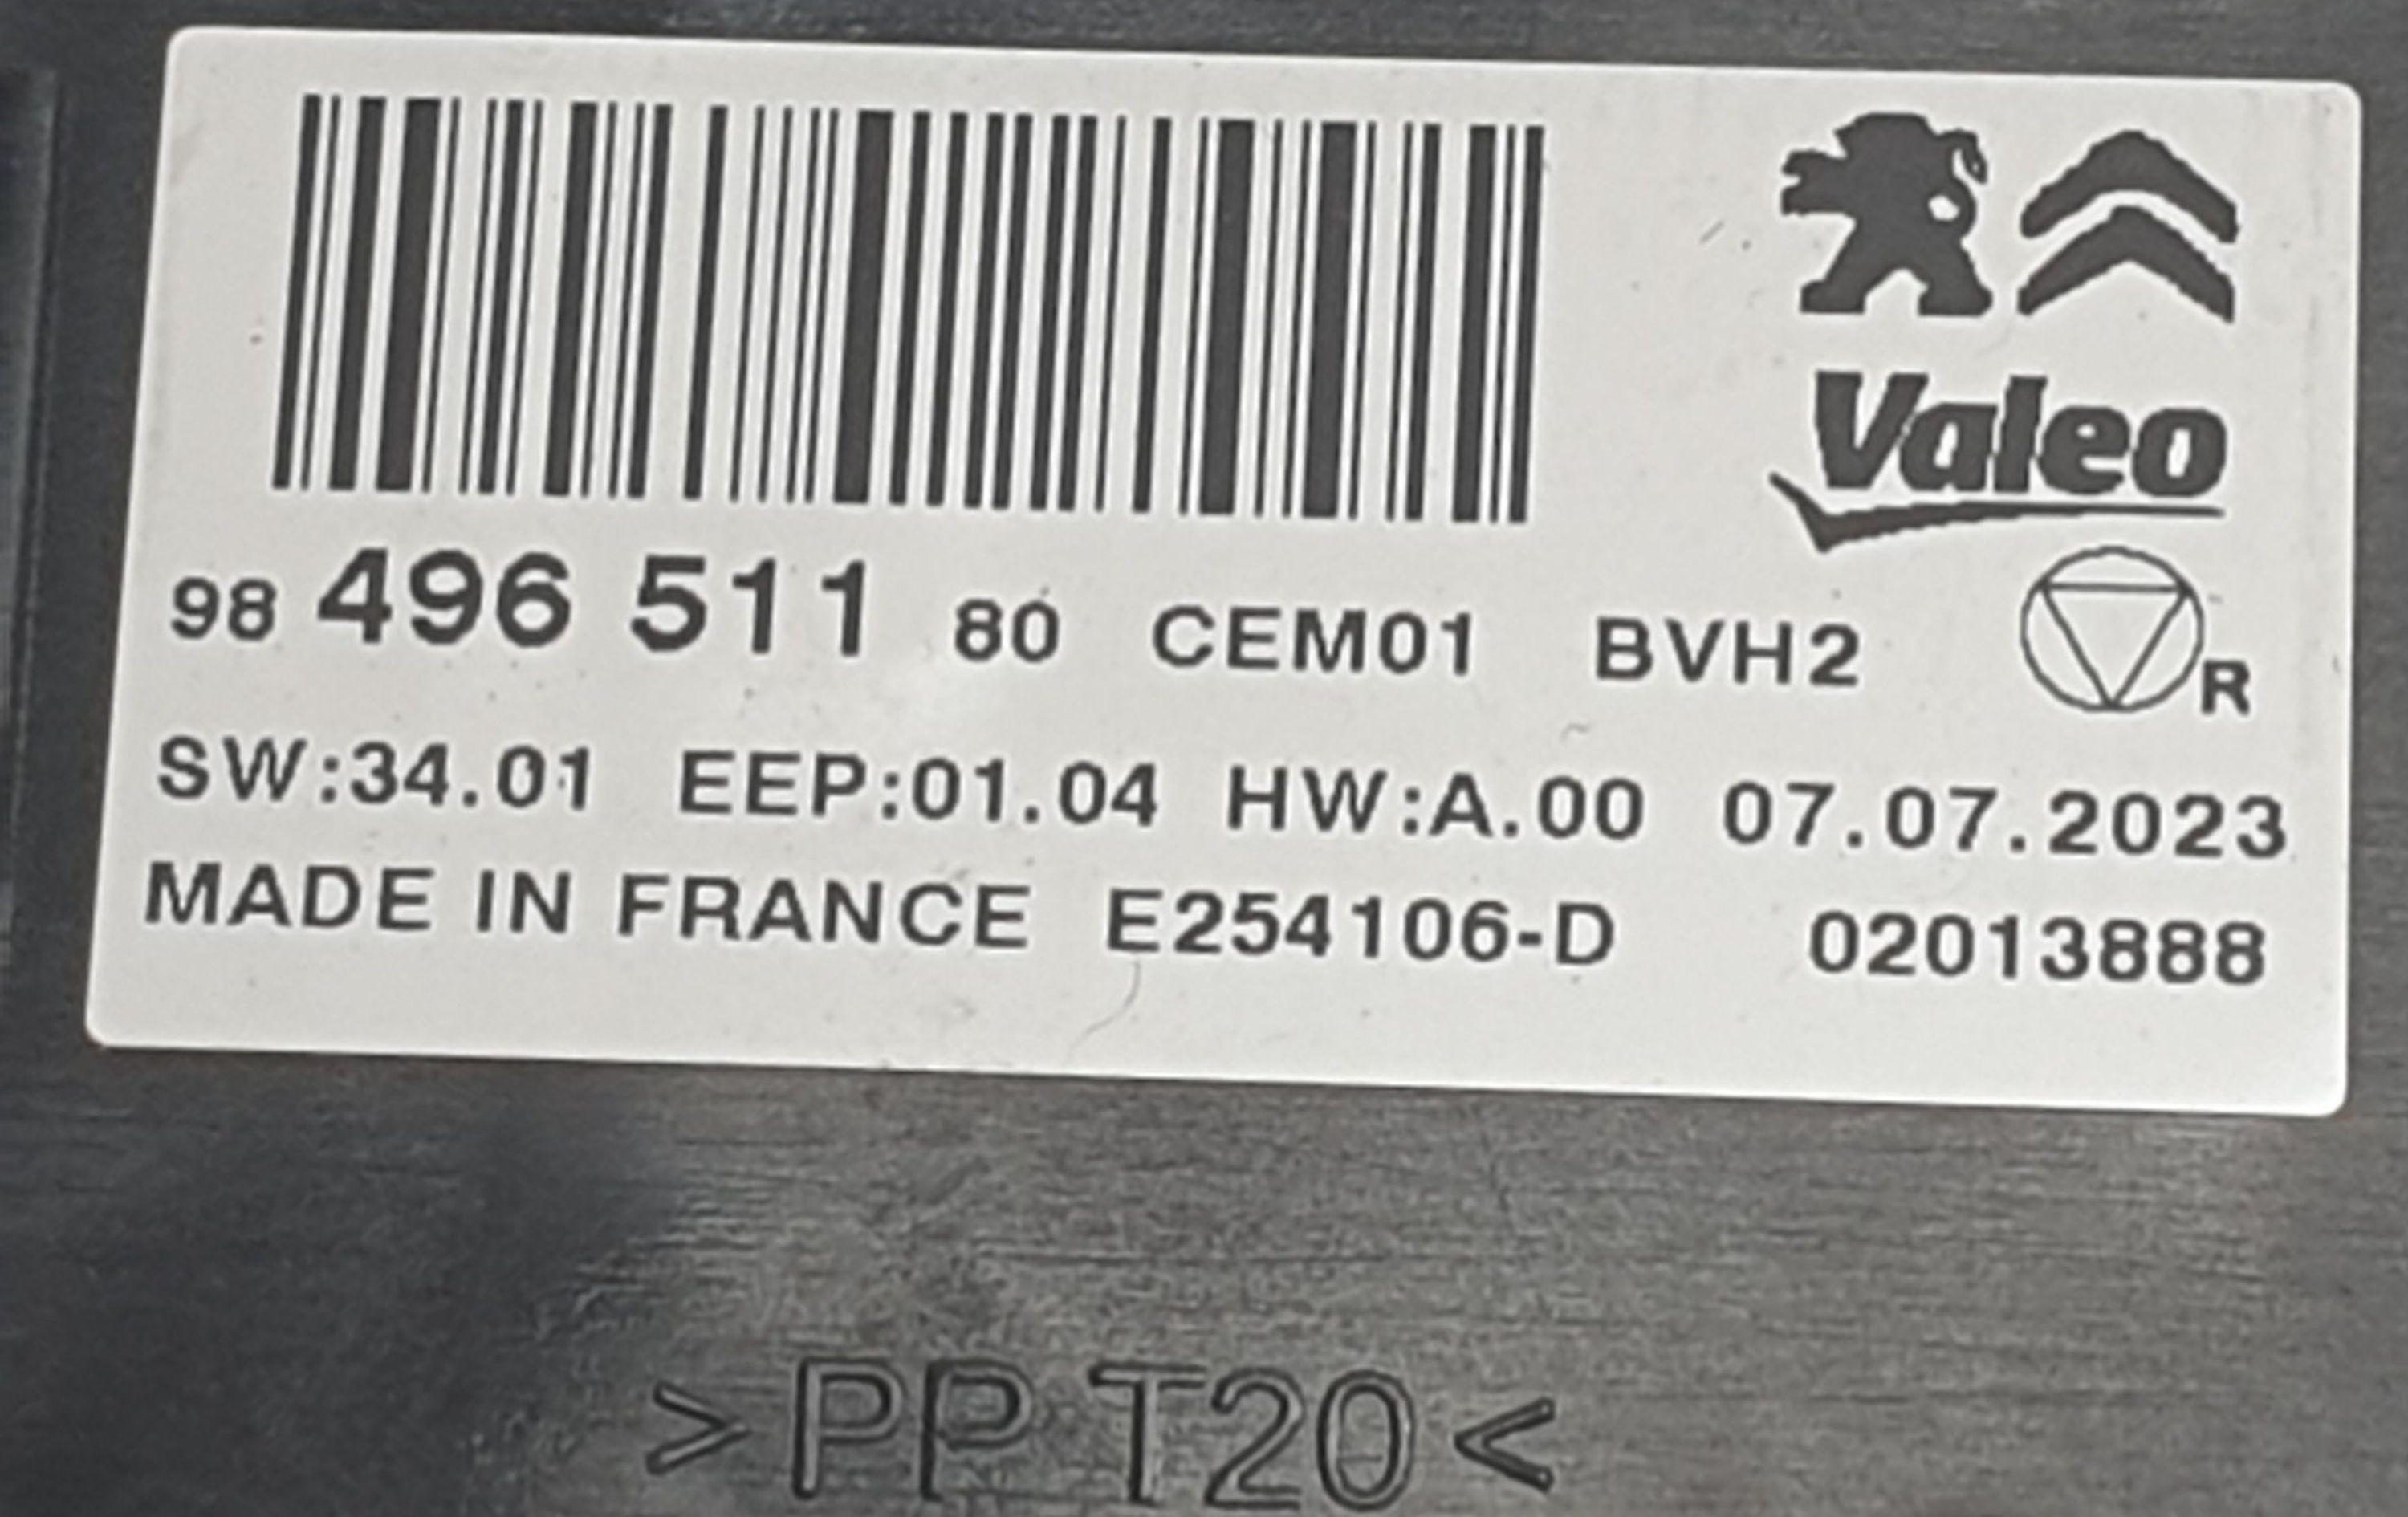 Valeo
98 496 511 80 CEM01 BVH2 R
SW:34.01 EEP:01.04 HW:A.00 07.07.2023
MADE IN FRANCE E254106-D 02013888
>PP T20<